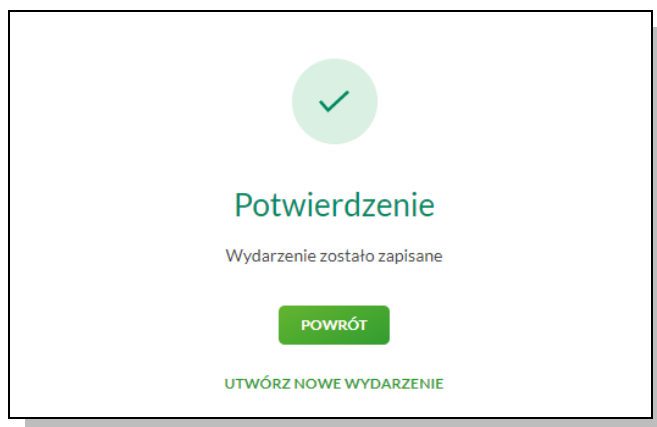 Potwierdzenie
Wydarzenie zostało zapisane
POWRÓT
UTWÓRZ NOWE WYDARZENIE